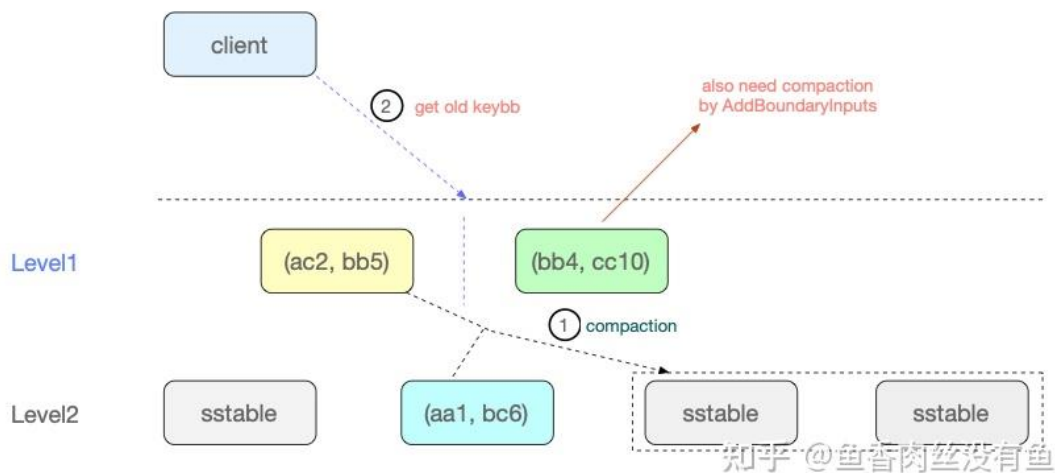 client
2 get old keybb
also need compaction
by AddBoundaryInputs
Level1
(ac2, bb5)
(bb4, cc10)
1 compaction
Level2
sstable
(aa1, bc6)
sstable
sstable
知乎 @鱼香肉丝没有鱼